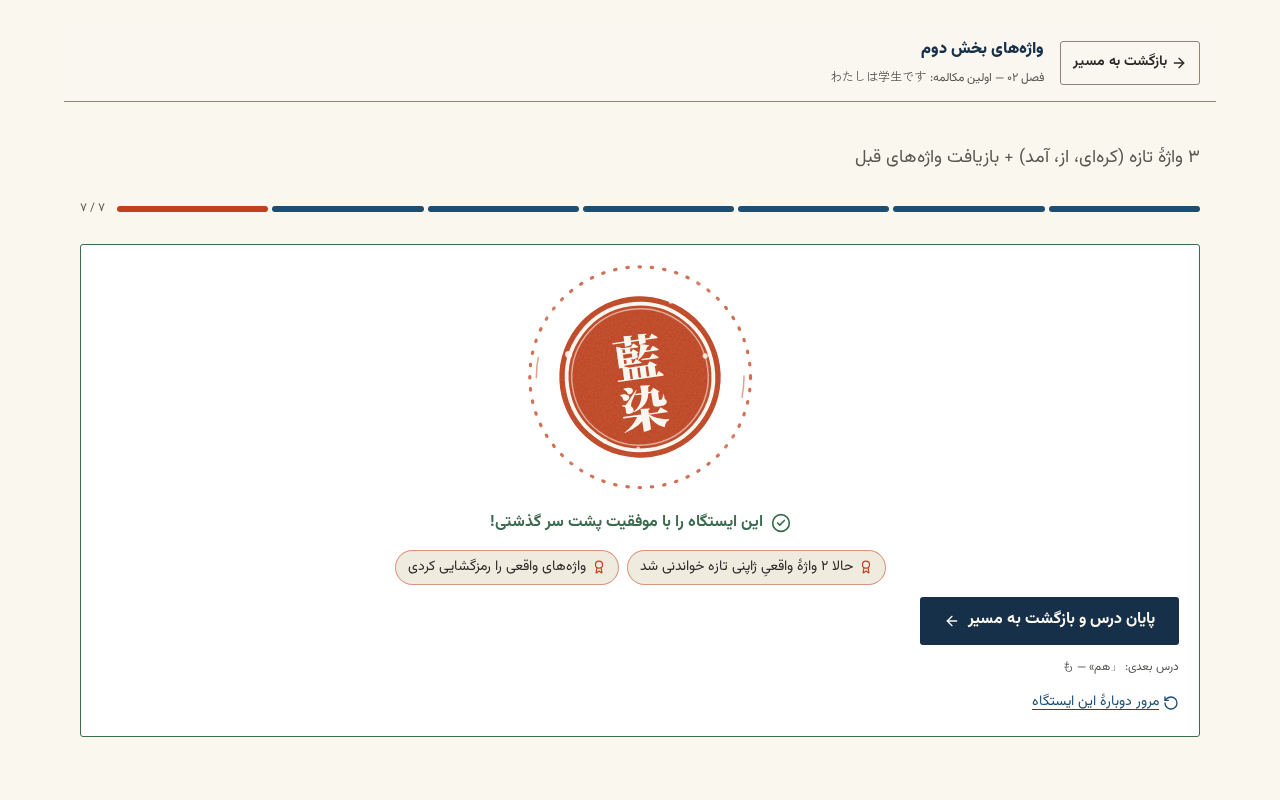 بازگشت به مسیر
واژه‌های بخش دوم
فصل ۰۲ — اولین مکالمه: わたしは学生です
۳ واژهٔ تازه (کره‌ای، از، آمد) + بازیافت واژه‌های قبل
۷ / ۷
藍染
این ایستگاه را با موفقیت پشت سر گذشتی!
حالا ۲ واژهٔ واقعیِ ژاپنی تازه خواندنی شد
واژه‌های واقعی را رمزگشایی کردی
پایان درس و بازگشت به مسیر
درس بعدی: 「هم» — も
مرور دوبارهٔ این ایستگاه